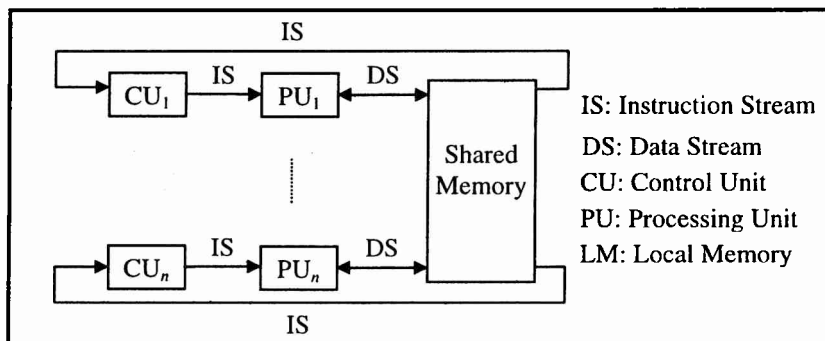 IS
CU1 IS PU1 DS
Shared Memory
CUn IS PUn DS
IS
IS: Instruction Stream
DS: Data Stream
CU: Control Unit
PU: Processing Unit
LM: Local Memory